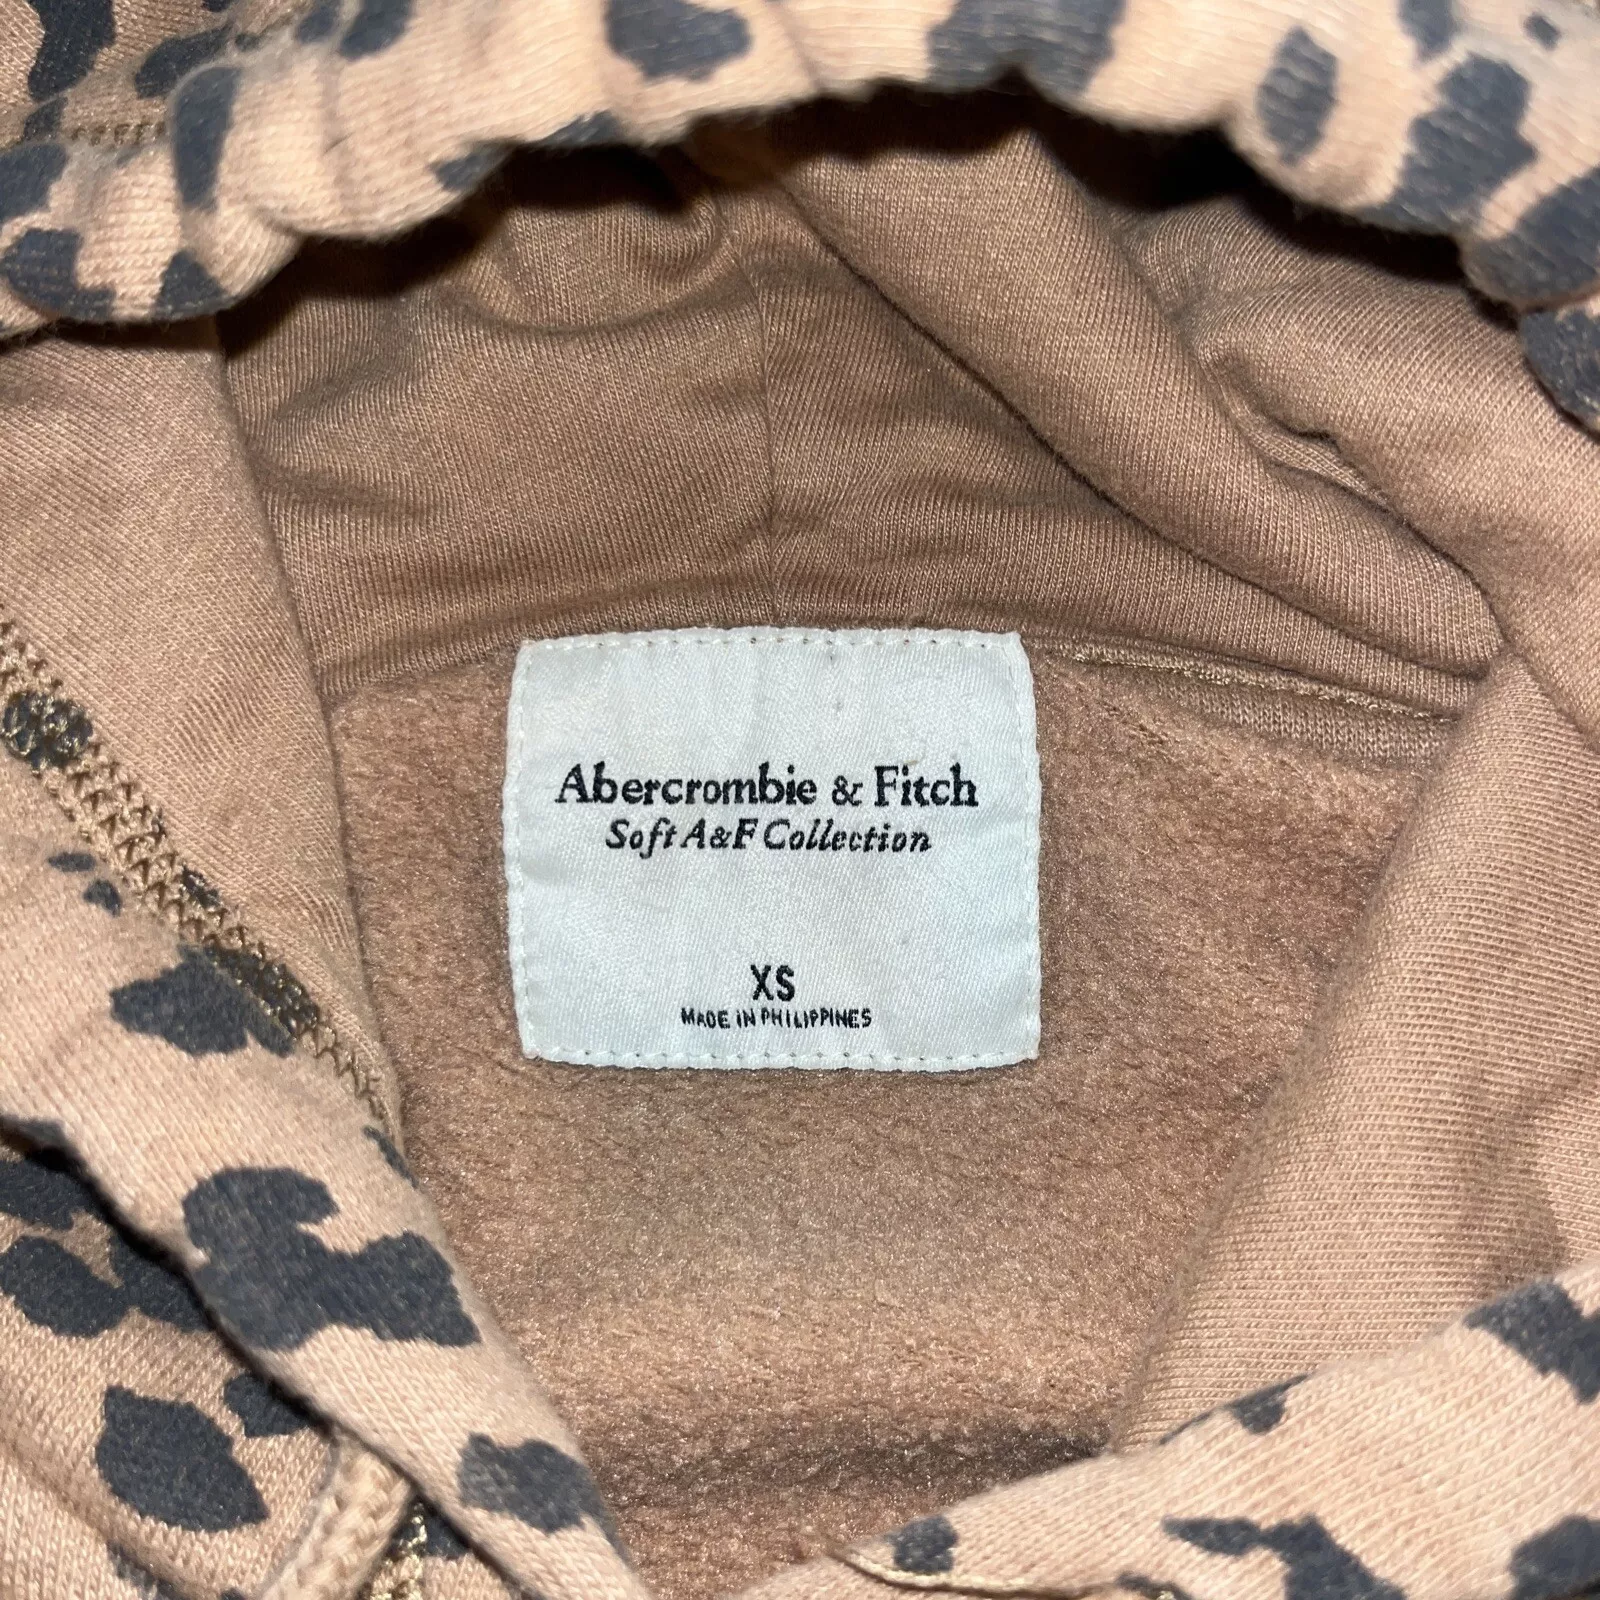 Abercrombie & Fitch
Soft A&F Collection
XS
MADE IN PHILIPPINES